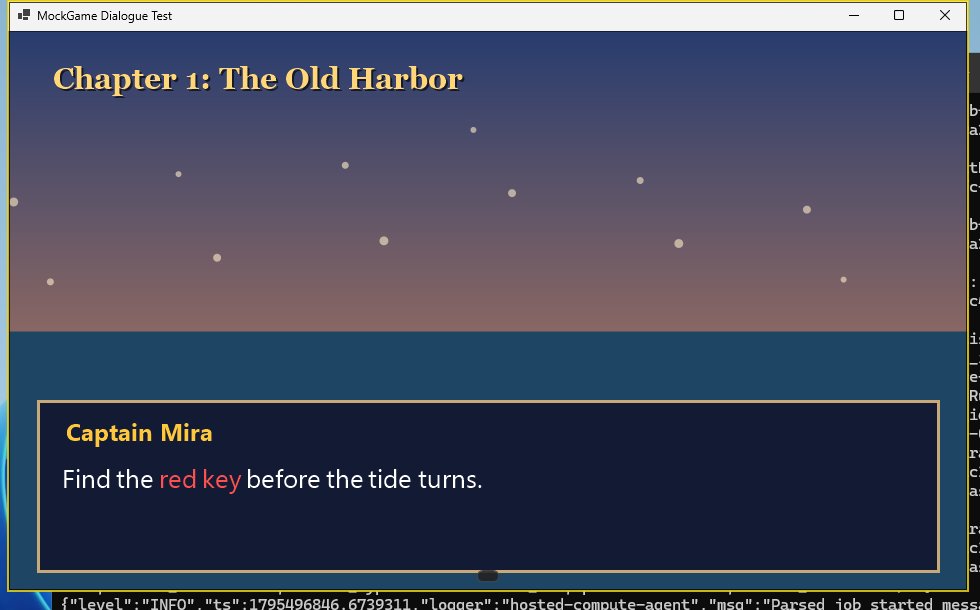 MockGame Dialogue Test
Chapter 1: The Old Harbor
Captain Mira
Find the red key before the tide turns.
{"level":"INFO","ts":1795496846.6739311,"logger":"hosted-compute-agent","msg":"Parsed job started mes